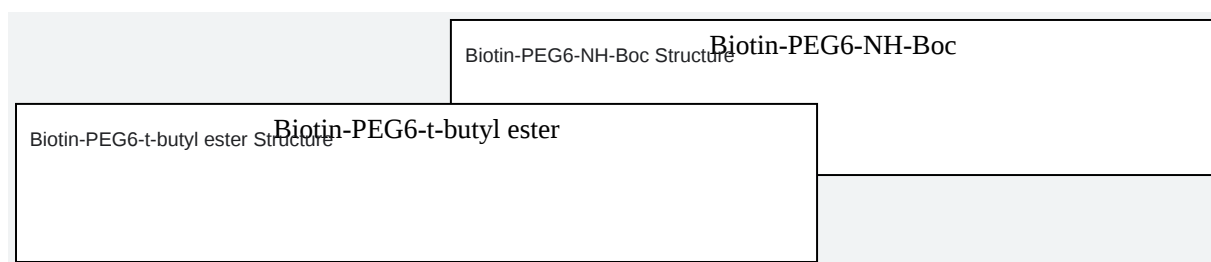 Biotin-PEG6-NH-Boc Structure
Biotin-PEG6-NH-Boc
Biotin-PEG6-t-butyl ester Structure
Biotin-PEG6-t-butyl ester